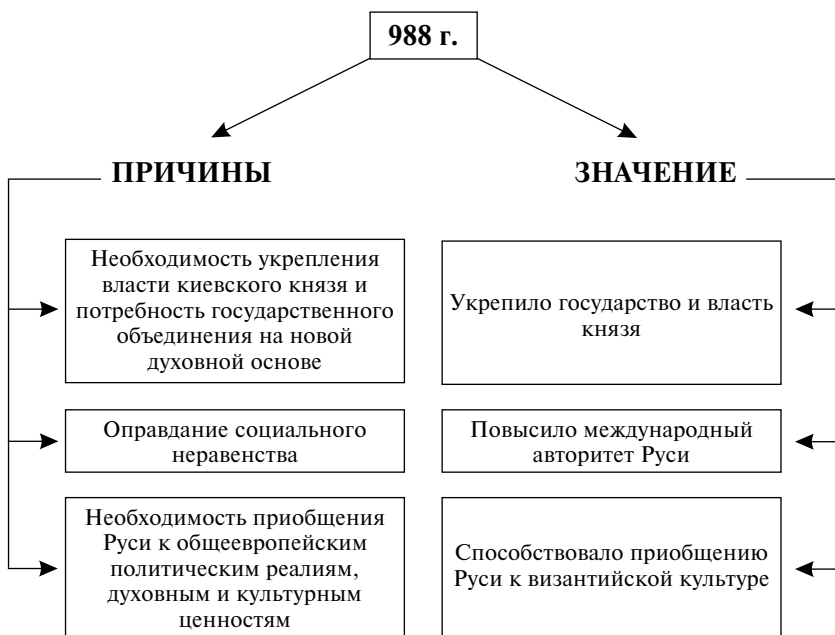 988 г.
ПРИЧИНЫ
Необходимость укрепления
власти киевского князя и
потребность государственного
объединения на новой
духовной основе
Оправдание социального
неравенства
Необходимость приобщения
Руси к общеевропейским
политическим реалиям,
духовным и культурным
ценностям
ЗНАЧЕНИЕ
Укрепило государство и власть
князя
Повысило международный
авторитет Руси
Способствовало приобщению
Руси к византийской культуре